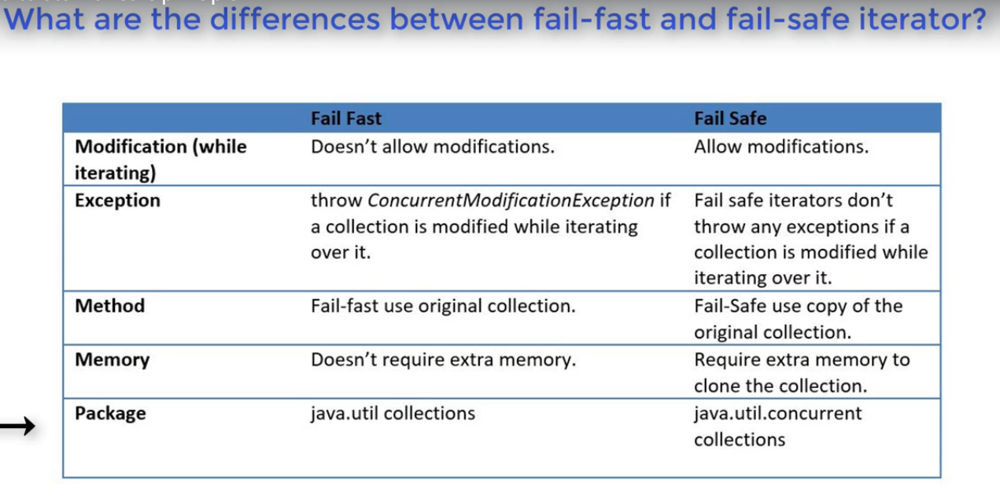 What are the differences between fail-fast and fail-safe iterator?
Fail Fast Fail Safe
Modification (while Doesn't allow modifications. Allow modifications.
iterating)
Exception throw ConcurrentModificationException if Fail safe iterators don't
a collection is modified while iterating throw any exceptions if a
over it. collection is modified while
iterating over it.
Method Fail-fast use original collection. Fail-Safe use copy of the
original collection.
Memory Doesn't require extra memory. Require extra memory to
clone the collection.
Package java.util collections java.util.concurrent
collections